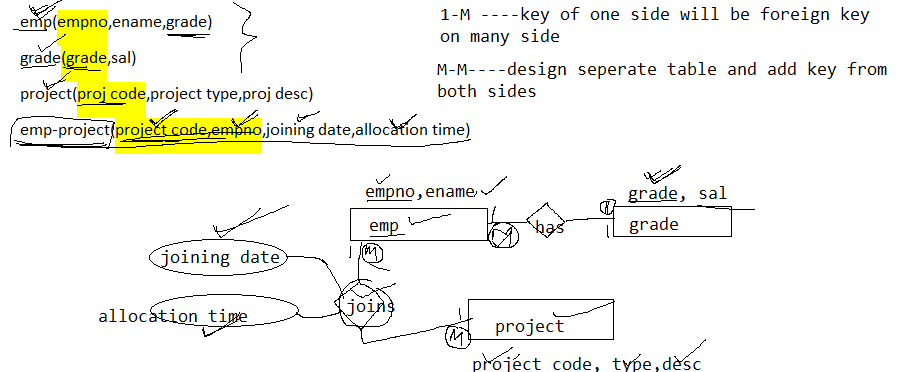 emp(empno,ename,grade)
grade(grade,sal)
project(proj code,project type,proj desc)
emp-project(project code,empno,joining date,allocation time)
1-M ----key of one side will be foreign key
on many side
M-M----design seperate table and add key from
both sides
empno,ename
grade, sal
emp
1
M
has
1
grade
1
M
joining date
allocation time
joins
1
M
project
project code, type,desc